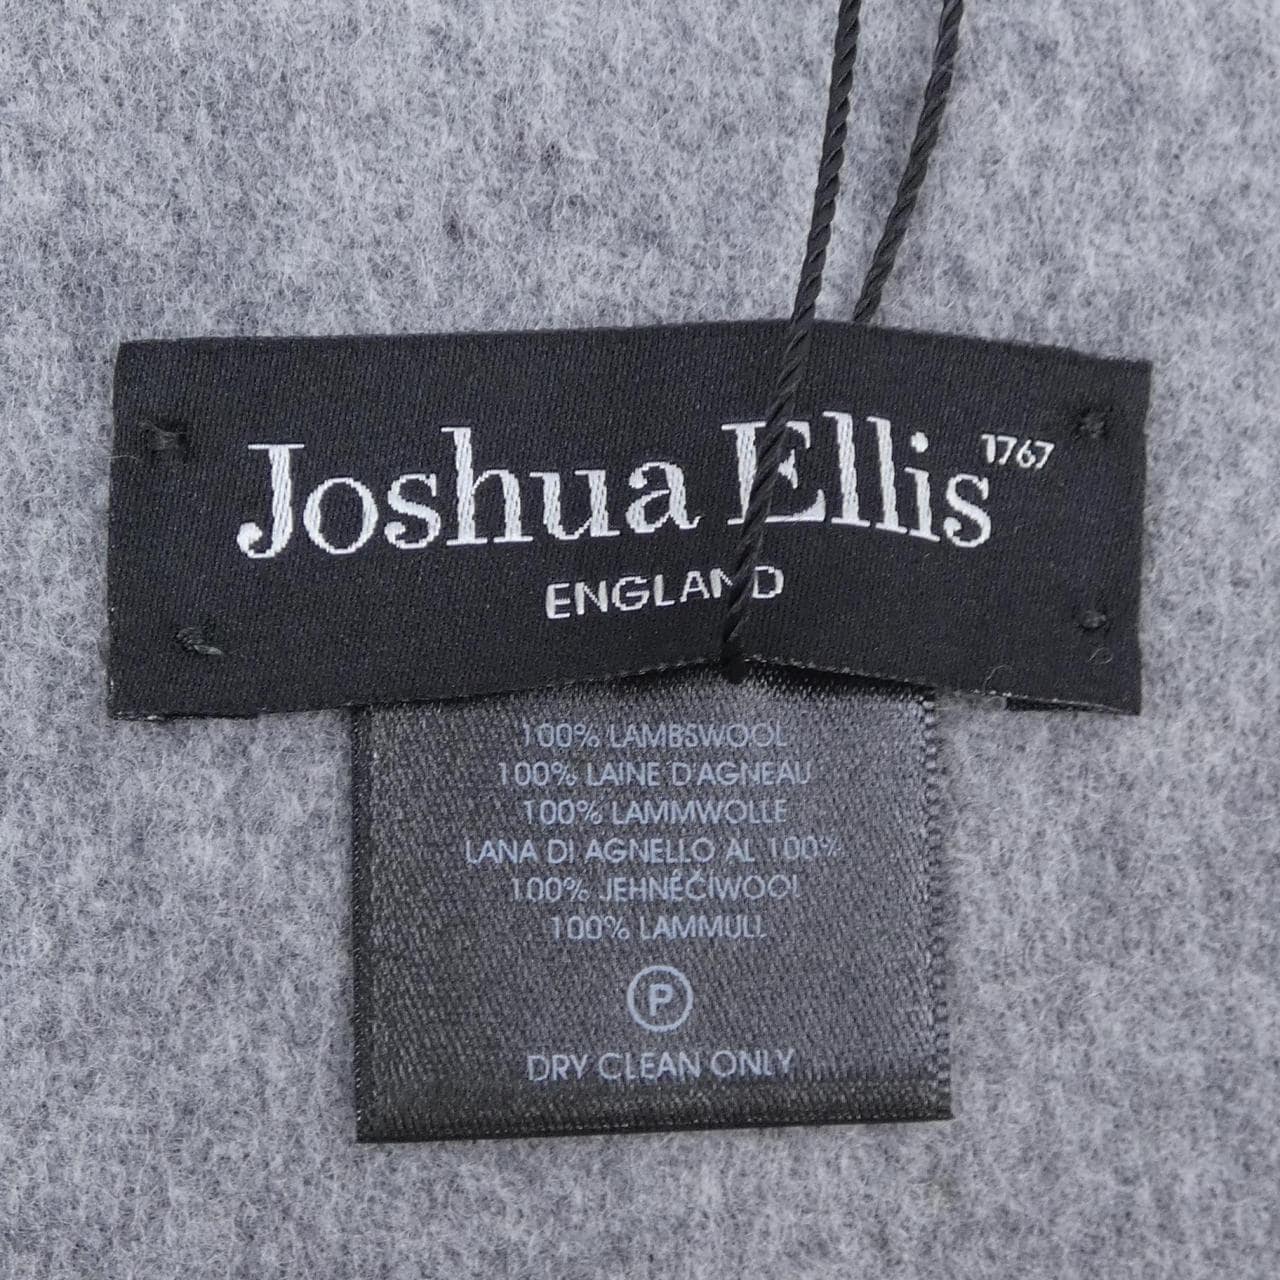 Joshua Ellis 1767
ENGLAND
100% LAMBSWOOL
100% LAINE D'AGNEAU
100% LAMMWOLLE
LANA DI AGNELLO AL 100%
100% JEHNĚČIWOOL
100% LAMMULL
P
DRY CLEAN ONLY